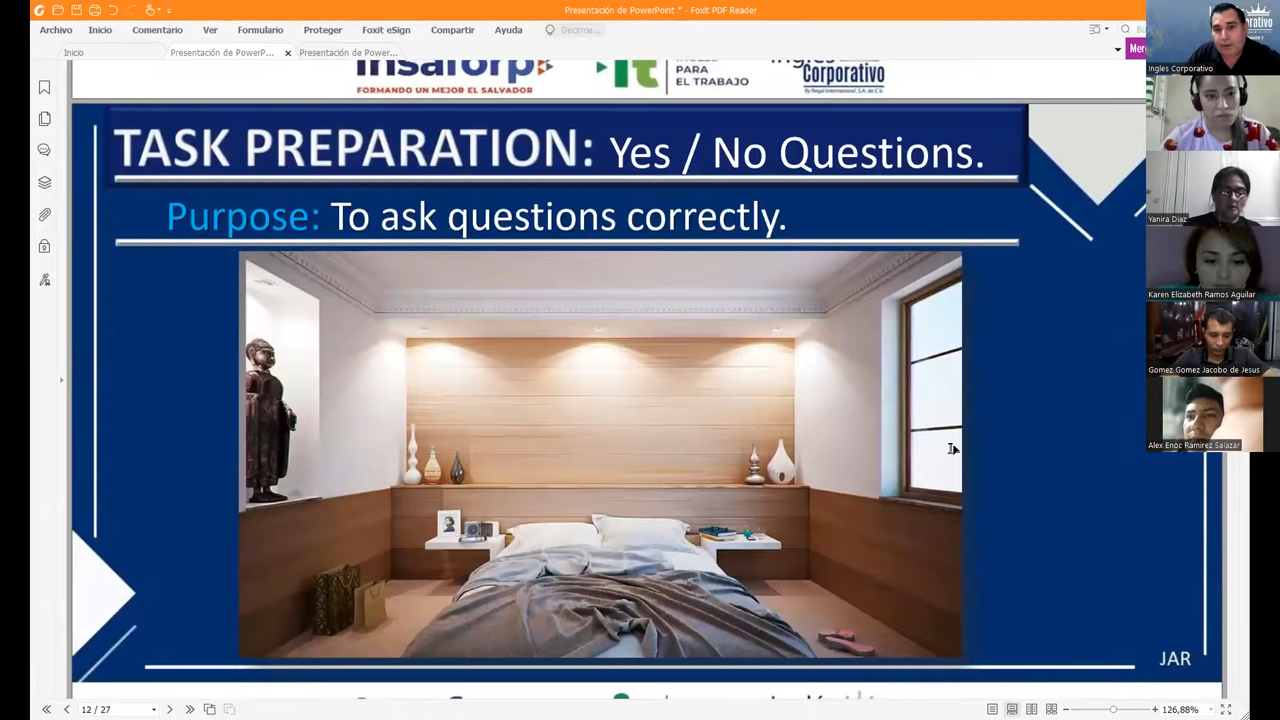 Presentación de PowerPoint * - Foxit PDF Reader
Archivo Inicio Comentario Ver Formulario Proteger Foxit eSign Compartir Ayuda Decirme...
Inicio Presentación de PowerP... Presentación de Power...
insaforp
FORMANDO UN MEJOR EL SALVADOR
PARA
EL TRABAJO
Corporativo
TASK PREPARATION: Yes / No Questions.
Purpose: To ask questions correctly.
JAR
12 / 27
126,88%
Ingles Corporativo
Yanira Diaz
Karen Elizabeth Ramos Aguilar
Gomez Gomez Jacobo de Jesus
Alex Enoc Ramirez Salazar